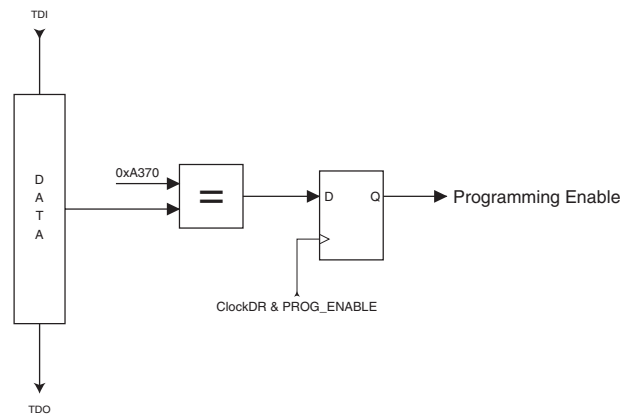 TDI
D
A
T
A
0xA370
=
D
Q
Programming Enable
ClockDR & PROG_ENABLE
TDO